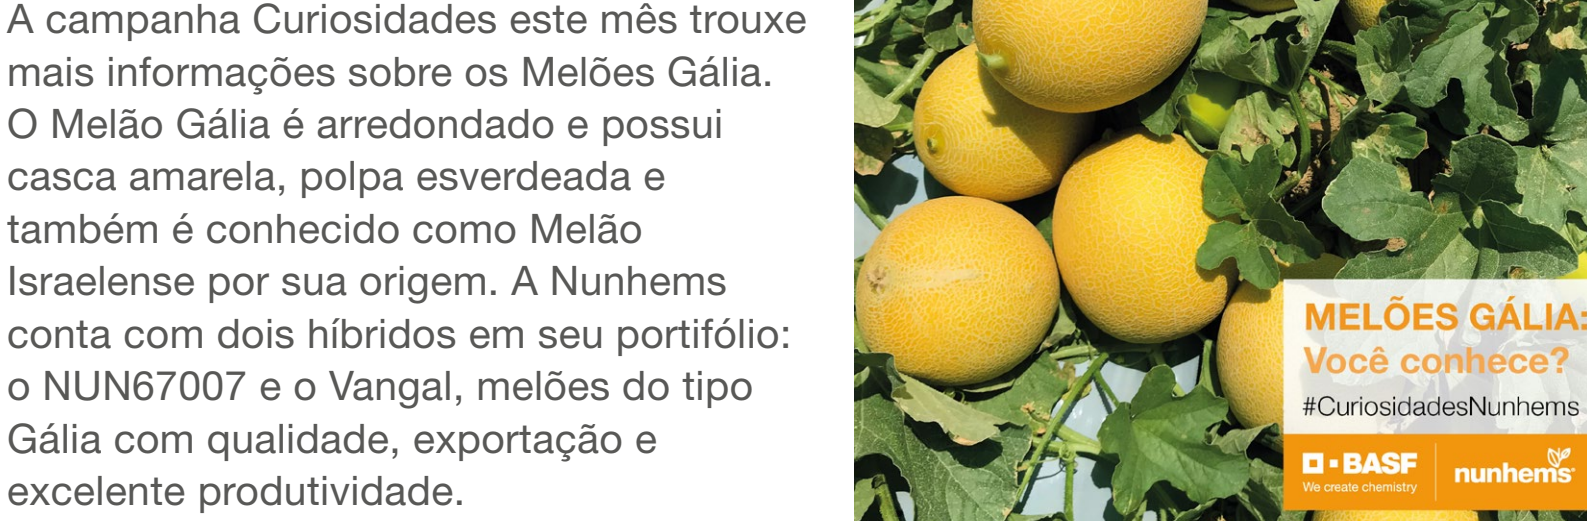 A campanha Curiosidades este mês trouxe
mais informações sobre os Melões Gália.
O Melão Gália é arredondado e possui
casca amarela, polpa esverdeada e
também é conhecido como Melão
Israelense por sua origem. A Nunhems
conta com dois híbridos em seu portifólio:
o NUN67007 e o Vangal, melões do tipo
Gália com qualidade, exportação e
excelente produtividade.
MELÕES GÁLIA:
Você conhece?
#CuriosidadesNunhems
BASF
We create chemistry
nunhems